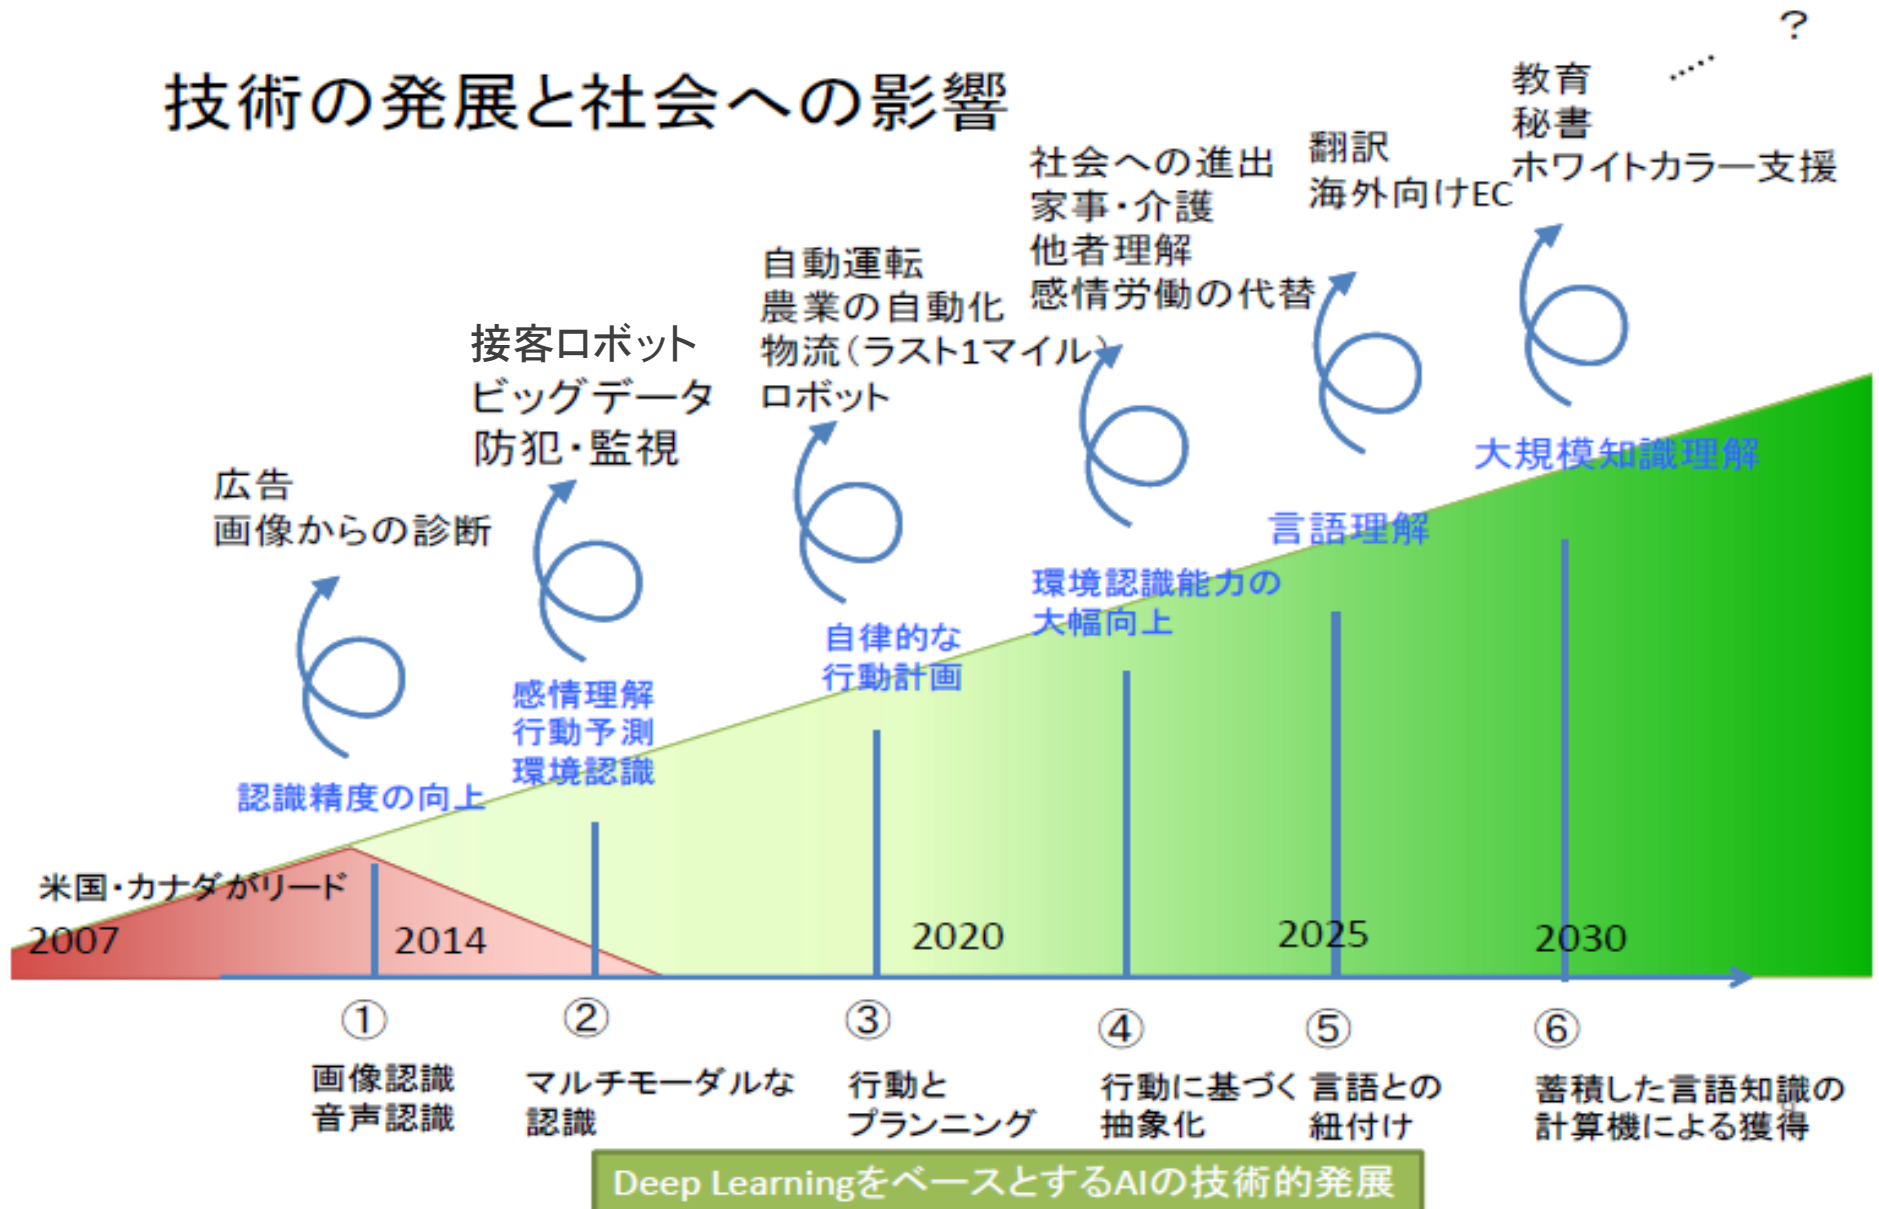 技術の発展と社会への影響
?
教育
秘書
ホワイトカラー支援
翻訳
海外向けEC
社会への進出
家事・介護
他者理解
感情労働の代替
自動運転
農業の自動化
物流(ラスト1マイル)
ロボット
接客ロボット
ビッグデータ
防犯・監視
広告
画像からの診断
認識精度の向上
感情理解
行動予測
環境認識
自律的な
行動計画
環境認識能力の
大幅向上
言語理解
大規模知識理解
米国・カナダがリード
2007
2014
2020
2025
2030
①
画像認識
音声認識
②
マルチモーダルな
認識
③
行動と
プランニング
④
行動に基づく
抽象化
⑤
言語との
紐付け
⑥
蓄積した言語知識の
計算機による獲得
Deep LearningをベースとするAIの技術的発展